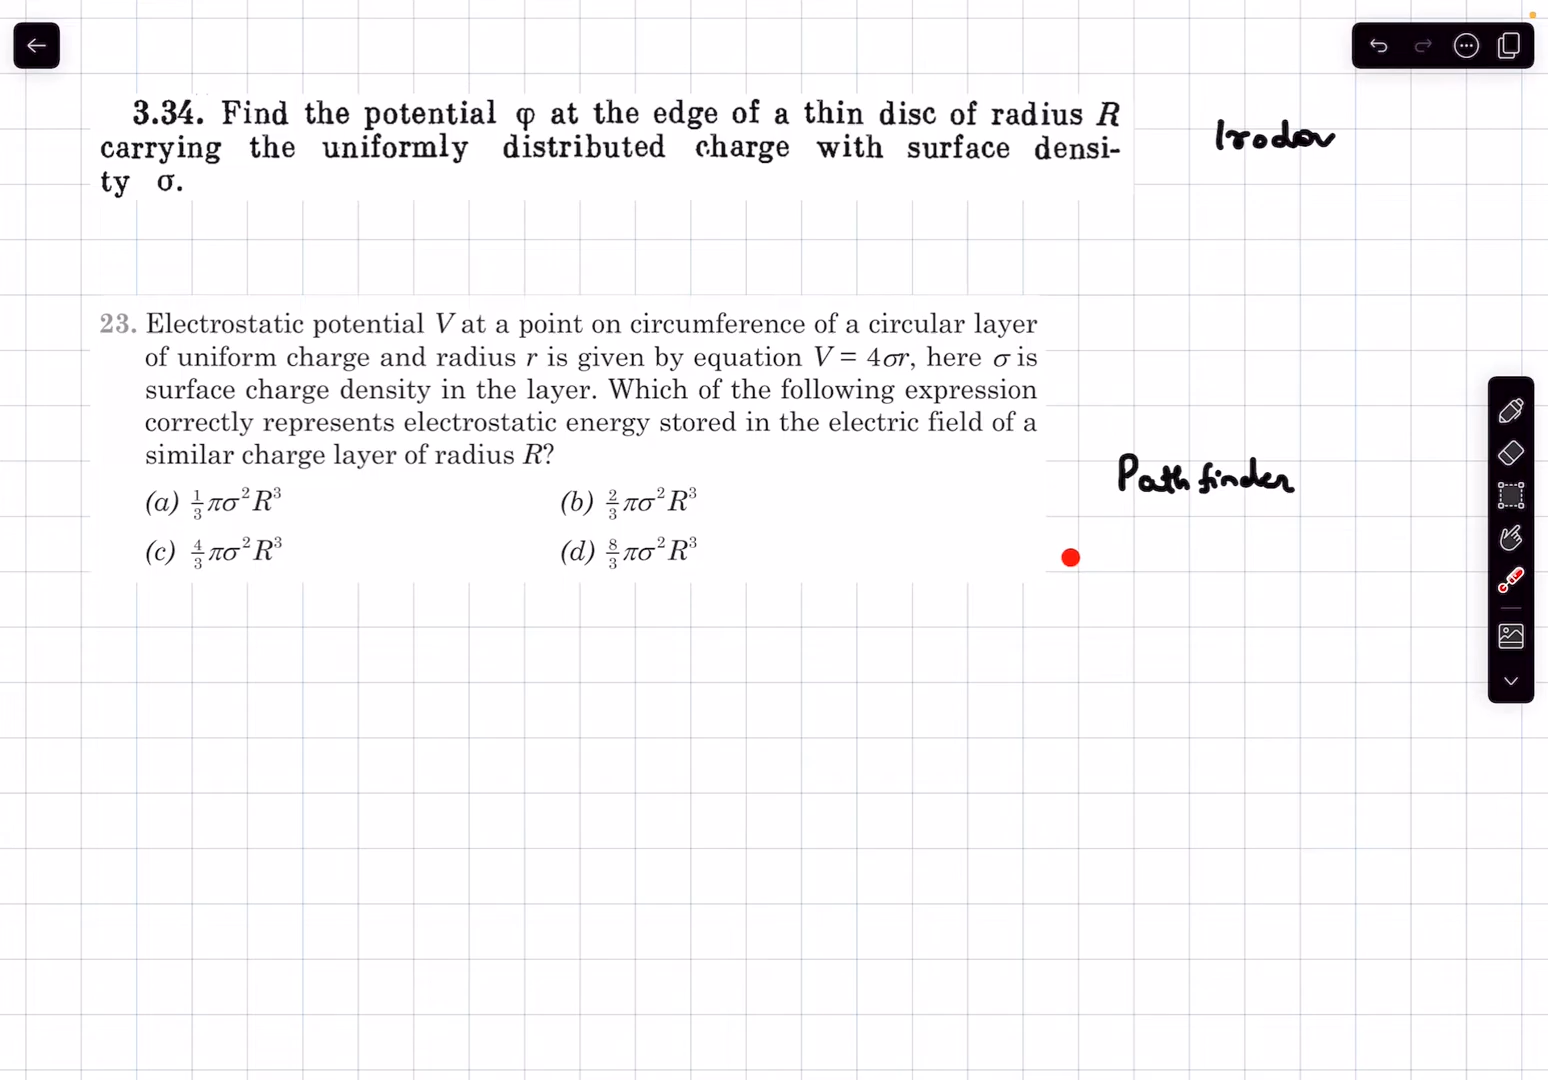 3.34. Find the potential φ at the edge of a thin disc of radius R
carrying the uniformly distributed charge with surface densi-
ty σ.
Irodov
23. Electrostatic potential V at a point on circumference of a circular layer
of uniform charge and radius r is given by equation V = 4σr, here σ is
surface charge density in the layer. Which of the following expression
correctly represents electrostatic energy stored in the electric field of a
similar charge layer of radius R?
(a) 1/3 πσ²R³ (b) 2/3 πσ²R³
(c) 4/3 πσ²R³ (d) 8/3 πσ²R³
Pathfinder